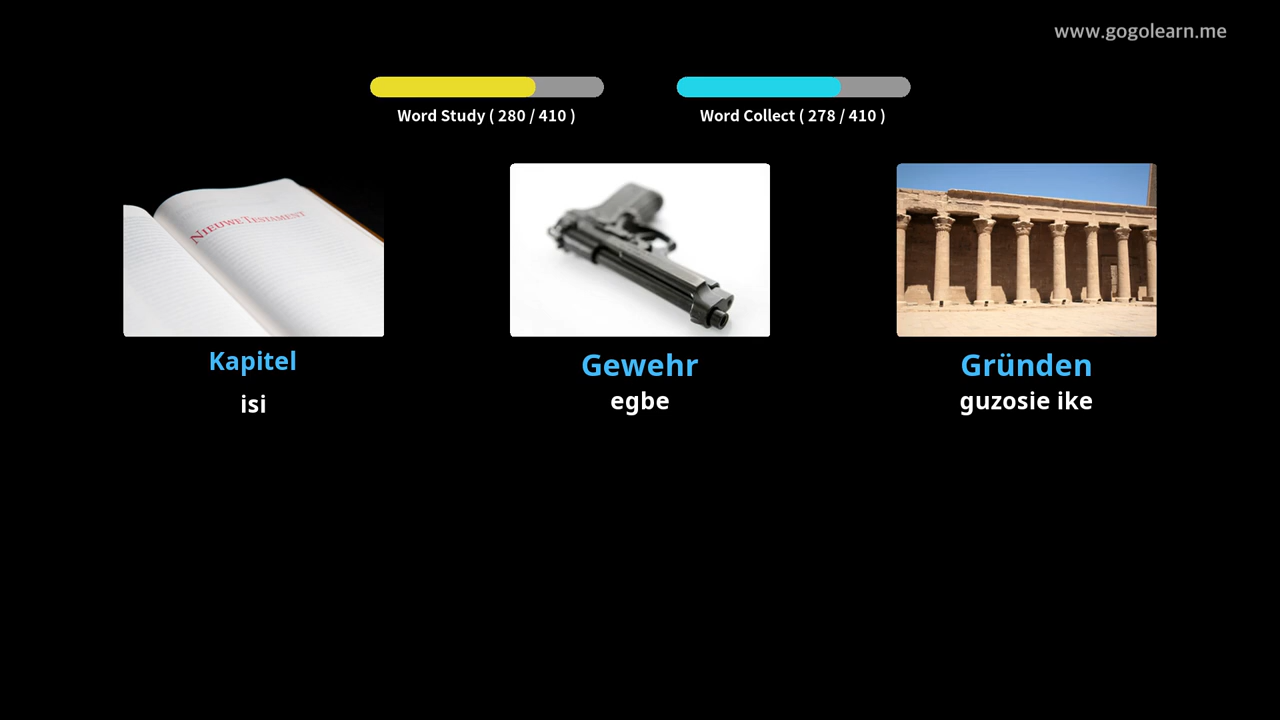 www.gogolearn.me
Word Study ( 280 / 410 )
Word Collect ( 278 / 410 )
NIEUWE TESTAMENT
Kapitel
isi
Gewehr
egbe
Gründen
guzosie ike